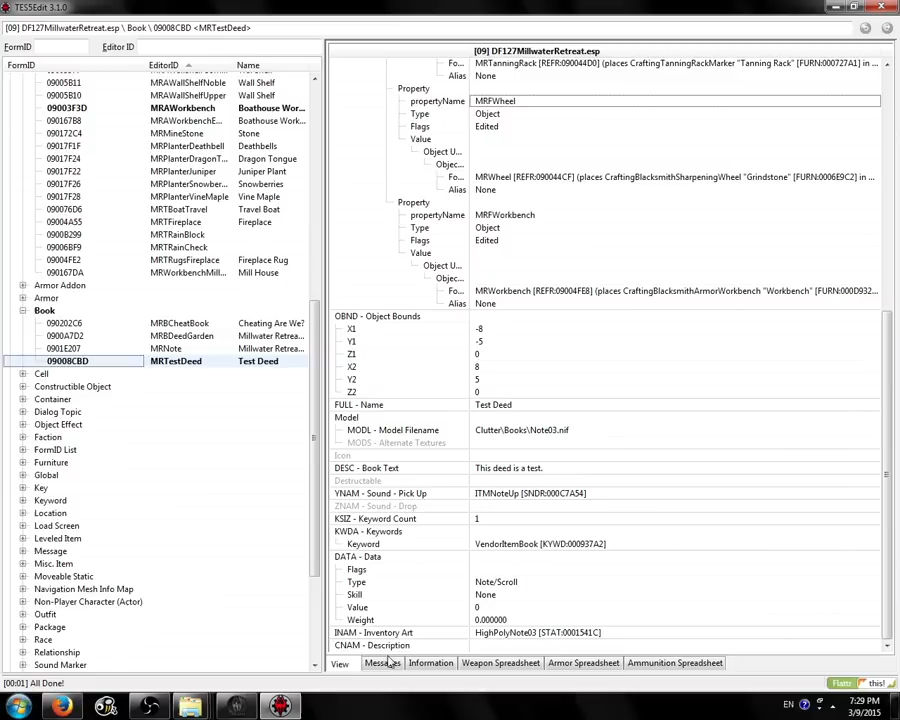 TES5Edit 3.1.0
[09] DF127MillwaterRetreat.esp \ Book \ 09008CBD <MRTestDeed>
FormID Editor ID
FormID EditorID Name
09005B11 MRAWallShelfNoble Wall Shelf
09005B10 MRAWallShelfUpper Wall Shelf
09003F3D MRAWorkbench Boathouse Wor...
090167B8 MRAWorkbenchE... Boathouse Work...
090172C4 MRMineStone Stone
09017F1F MRPlanterDeathbells Deathbells
09017F24 MRPlanterDragonT... Dragon Tongue
09017F22 MRPlanterJuniper Juniper Plant
09017F26 MRPlanterSnowber... Snowberries
09017F28 MRPlanterVineMaple Vine Maple
090076D6 MRTBoatTravel Travel Boat
09004A55 MRTFireplace Fireplace
0900B299 MRTRainBlock
09006BF9 MRTRainCheck
09004FE2 MRTRugsFireplace Fireplace Rug
090167DA MRWorkbenchMill... Mill House
Armor Addon
Armor
Book
090202C6 MRBCheatBook Cheating Are We?
0900A7D2 MRBDeedGarden Millwater Retrea...
0901E207 MRNote Millwater Retrea...
09008CBD MRTestDeed Test Deed
Cell
Constructible Object
Container
Dialog Topic
Object Effect
Faction
FormID List
Furniture
Global
Key
Keyword
Location
Load Screen
Leveled Item
Message
Misc. Item
Moveable Static
Navigation Mesh Info Map
Non-Player Character (Actor)
Outfit
Package
Race
Relationship
Sound Marker
[09] DF127MillwaterRetreat.esp
Fo... MRTanningRack [REFR:090044D0] (places CraftingTanningRackMarker "Tanning Rack" [FURN:000727A1] in ...
Alias None
Property
propertyName MRFWheel
Type Object
Flags Edited
Value
Object U...
Objec...
Fo... MRWheel [REFR:090044CF] (places CraftingBlacksmithSharpeningWheel "Grindstone" [FURN:0006E9C2] in ...
Alias None
Property
propertyName MRFWorkbench
Type Object
Flags Edited
Value
Object U...
Objec...
Fo... MRWorkbench [REFR:09004FE8] (places CraftingBlacksmithArmorWorkbench "Workbench" [FURN:000D932...
Alias None
OBND - Object Bounds
X1 -8
Y1 -5
Z1 0
X2 8
Y2 5
Z2 0
FULL - Name Test Deed
Model
MODL - Model Filename Clutter\Books\Note03.nif
MODS - Alternate Textures
Icon
DESC - Book Text This deed is a test.
Destructable
YNAM - Sound - Pick Up ITMNoteUp [SNDR:000C7A54]
ZNAM - Sound - Drop
KSIZ - Keyword Count 1
KWDA - Keywords
Keyword VendorItemBook [KYWD:000937A2]
DATA - Data
Flags
Type Note/Scroll
Skill None
Value 0
Weight 0.000000
INAM - Inventory Art HighPolyNote03 [STAT:0001541C]
CNAM - Description
View Messages Information Weapon Spreadsheet Armor Spreadsheet Ammunition Spreadsheet
[00:01] All Done! Flattr this!
EN 7:29 PM
3/9/2015